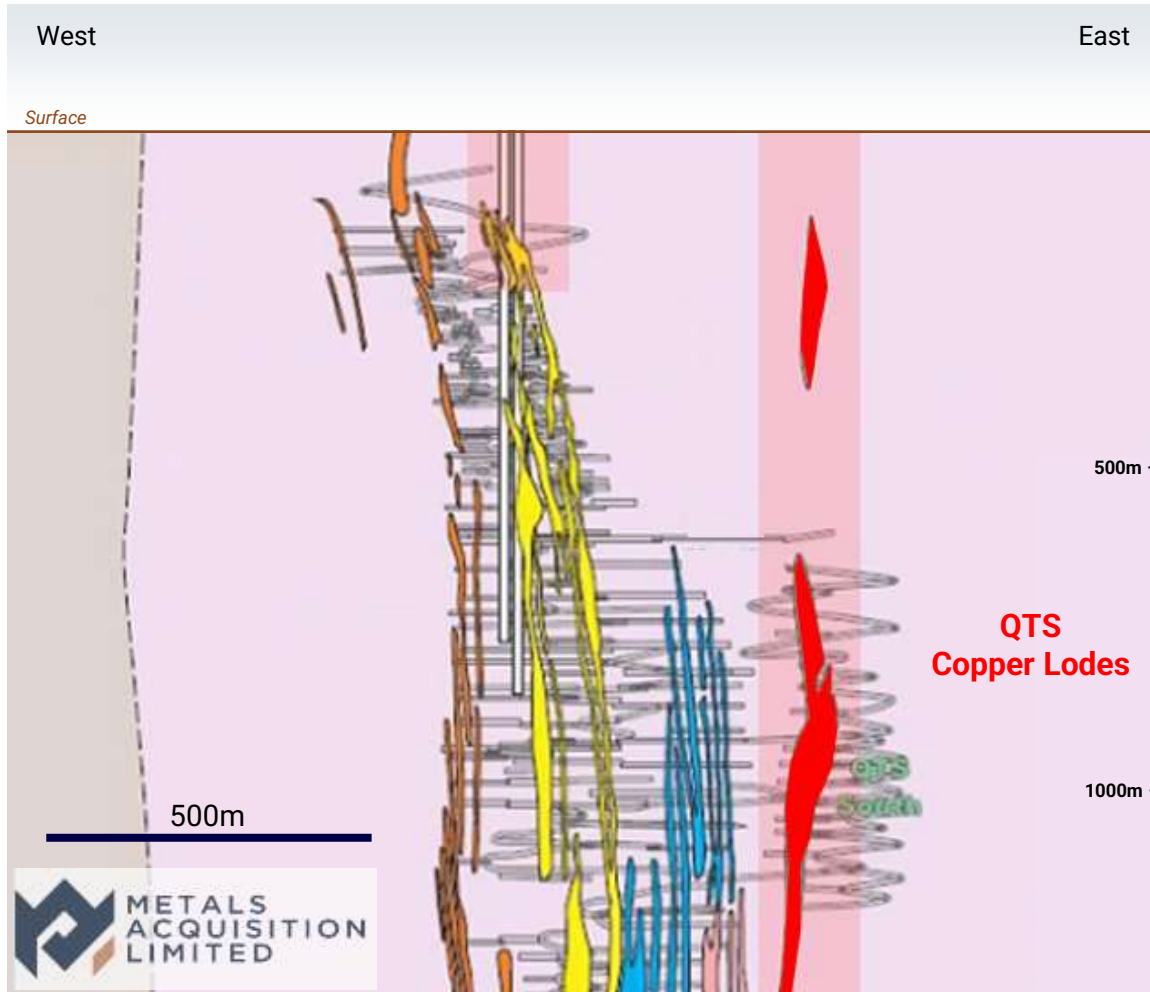 West
East
Surface
500m
QTS
Copper Lodes
QTS
South
1000m
500m
METALS
ACQUISITION
LIMITED